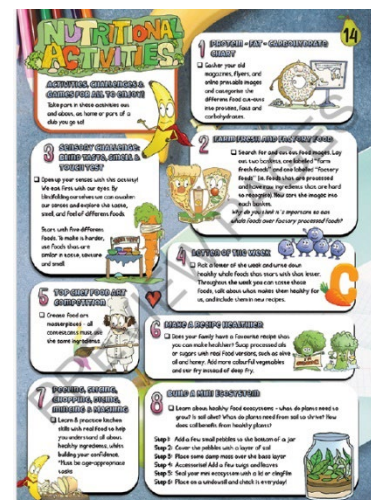 NUTRITIONAL
ACTIVITIES!
14
ACTIVITIES, CHALLENGES &
GAMES FOR ALL TO ENJOY!
Take part in these activities out
and about, at home or part of a
club you go to!
1 PROTEIN - FAT - CARBOHYDRATE
CHART
Gather your old
magazines, flyers, and
online printable images
and categorise the
different food cut-outs
into proteins, fats and
carbohydrates.
2 FARM FRESH AND FACTORY FOOD
Search for and cut out food images. Lay
out two baskets, one labelled "farm
fresh foods" and one labelled "factory
foods" (ie. foods that are processed
and have raw ingredients that are hard
to recognise). Now sort the images into
each basket.
Why do you think it's important to eat
whole foods over factory processed foods?
3 SENSORY CHALLENGE:
BLIND TASTE, SMELL &
TOUCH TEST
Open up your senses with this activity!
We eat first with our eyes. By
blindfolding ourselves we can awaken
our senses and explore the taste,
smell, and feel of different foods.
Start with five different
foods. To make it harder,
use foods that are
similar in taste, texture
and smell.
4 LETTER OF THE WEEK
Pick a letter of the week and write down
healthy whole foods that start with that letter.
Throughout the week you can taste those
foods, talk about what makes them healthy for
us, and include them in new recipes.
C
5 TOP CHEF FOOD ART
COMPETITION
Create food art
masterpieces - all
contestants must use
the same ingredients.
6 MAKE A RECIPE HEALTHIER
Does your family have a favourite recipe that
you can make healthier? Swap processed oils
or sugars with real food versions, such as olive
oil and honey. Add more colourful vegetables
and stir fry instead of deep fry.
7 PEELING, SLICING,
CHOPPING, DICING,
MINCING & MASHING
Learn & practice kitchen
skills with real food to help
you understand all about
healthy ingredients, whilst
building your confidence.
*Must be age-appropriate
tasks
8 BUILD A MINI ECOSYSTEM
Learn about healthy food ecosystems - what do plants need to
grow? Is soil alive? What do plants need from soil to thrive? How
does soil benefit from healthy plants?
Step 1: Add a few small pebbles to the bottom of a jar
Step 2: Cover the pebbles with a layer of soil
Step 3: Place some damp moss over the base layer
Step 4: Accessorise! Add a few twigs and leaves
Step 5: Seal your mini ecosystem with a lid or clingfilm
Step 6: Place on a windowsill and check it everyday!